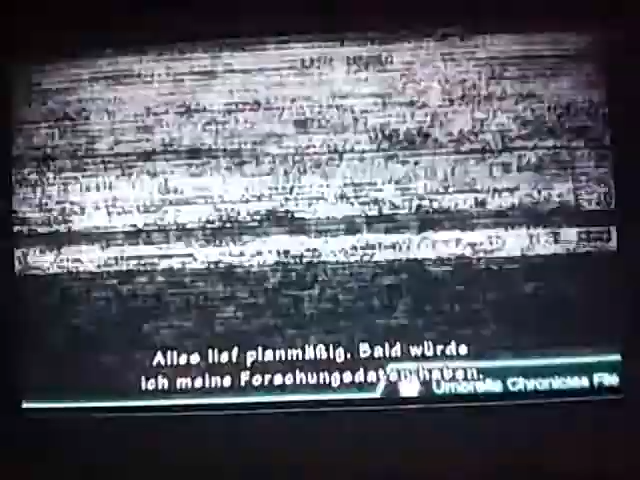 Alles lief planmäßig. Bald würde
ich meine Forschungsdaten haben.
Umbrella Chronicles File